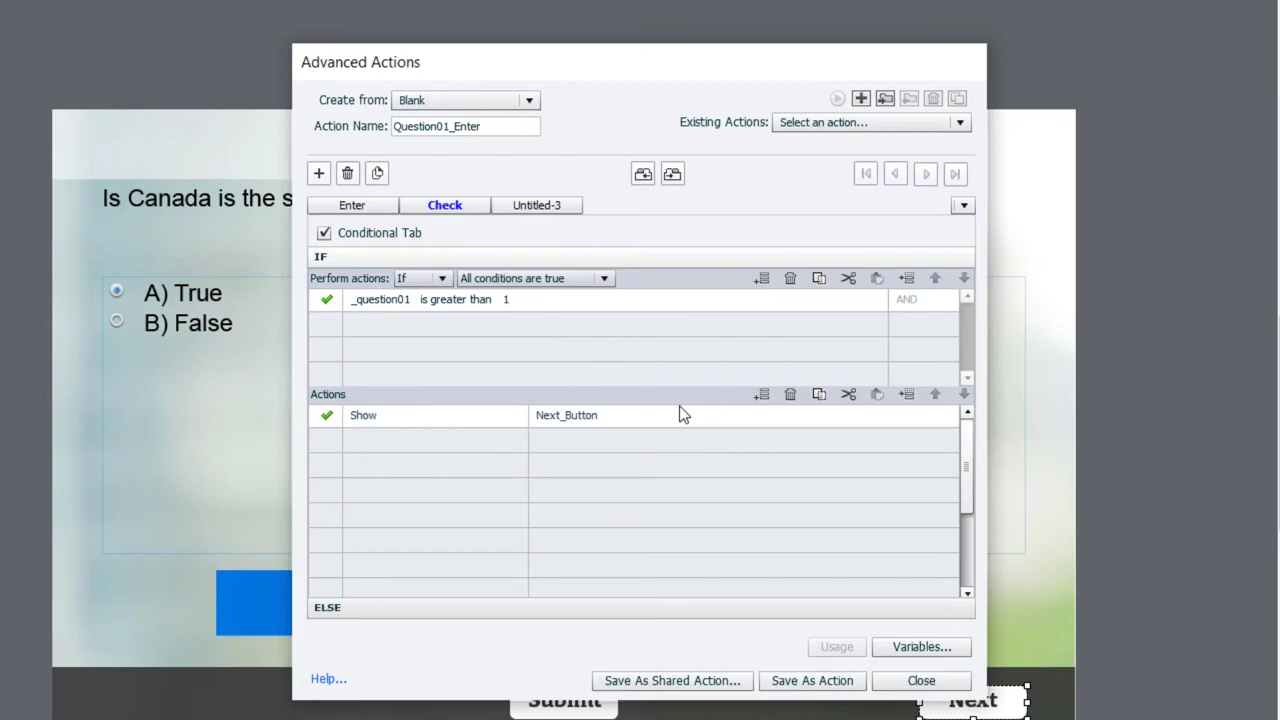 Advanced Actions
Create from: Blank
Action Name: Question01_Enter
Existing Actions: Select an action...
Enter Check Untitled-3
Conditional Tab
IF
Perform actions: If All conditions are true
_question01 is greater than 1 AND
Actions
Show Next_Button
ELSE
Usage Variables...
Help... Save As Shared Action... Save As Action Close
Is Canada is the s
A) True
B) False
Submit Next